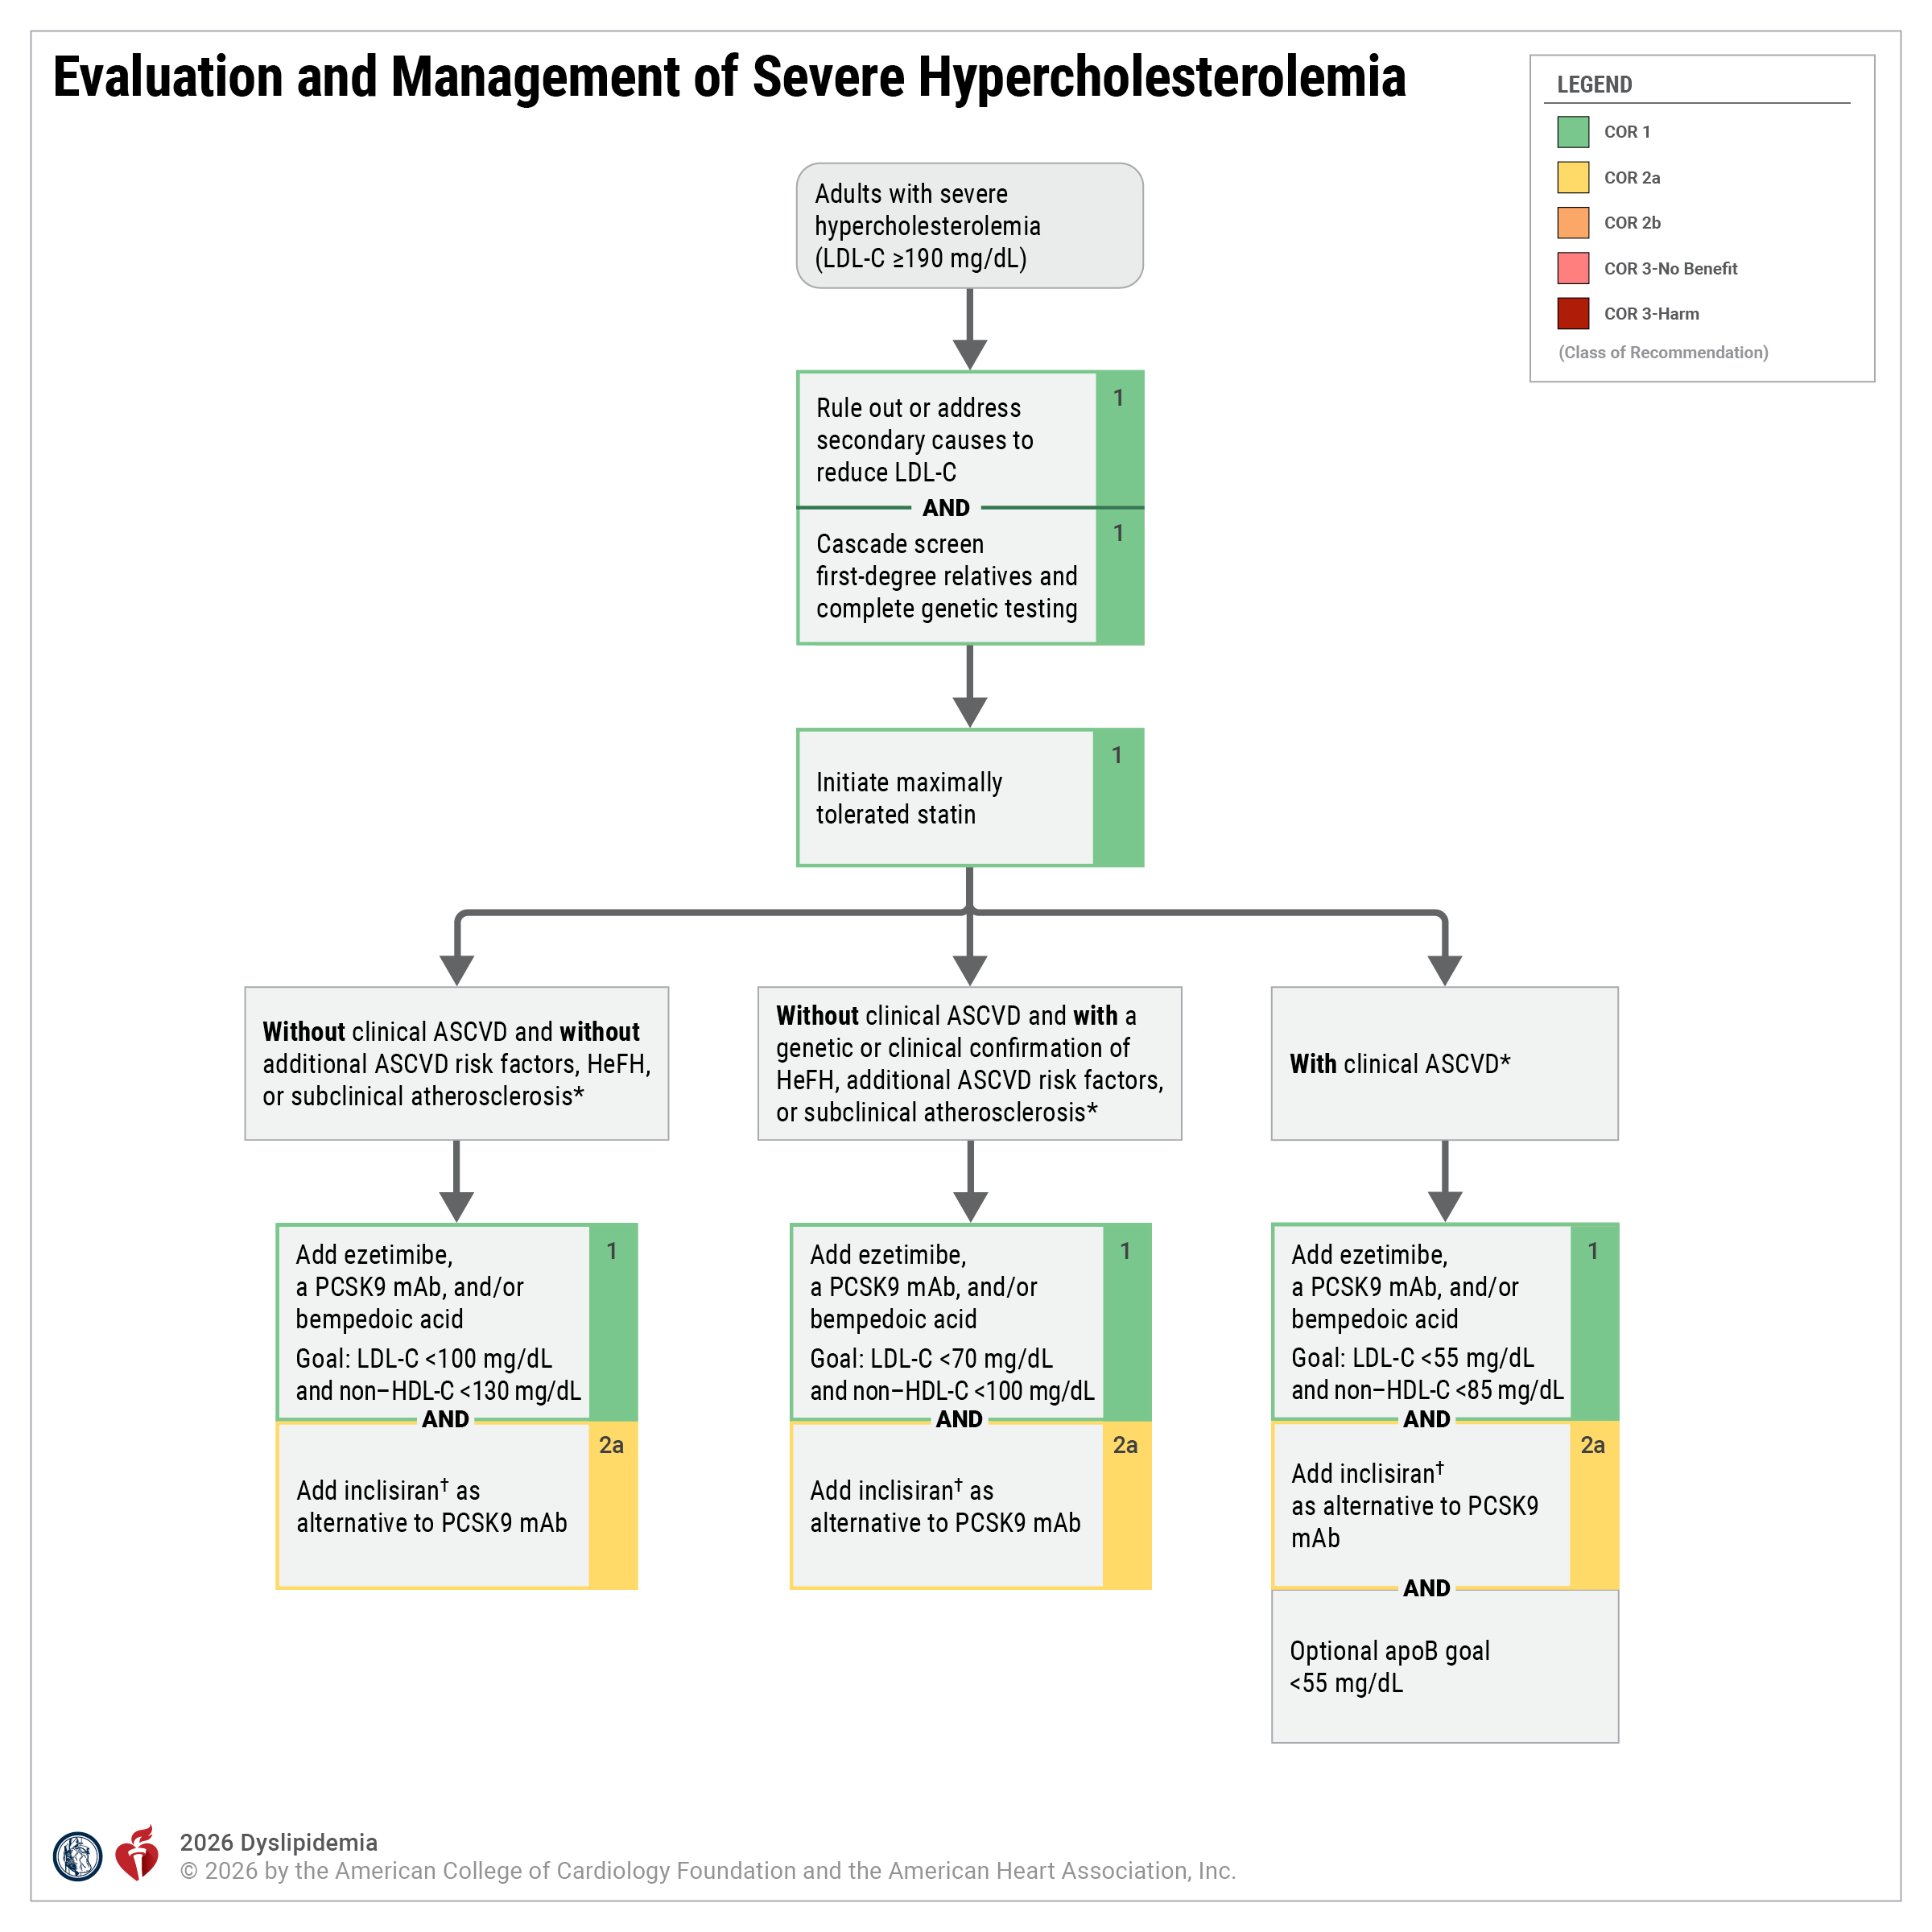 Evaluation and Management of Severe Hypercholesterolemia
LEGEND
COR 1
COR 2a
COR 2b
COR 3-No Benefit
COR 3-Harm
(Class of Recommendation)
Adults with severe
hypercholesterolemia
(LDL-C ≥190 mg/dL)
Rule out or address
secondary causes to
reduce LDL-C
1
AND
Cascade screen
first-degree relatives and
complete genetic testing
1
Initiate maximally
tolerated statin
1
Without clinical ASCVD and without
additional ASCVD risk factors, HeFH,
or subclinical atherosclerosis*
Add ezetimibe,
a PCSK9 mAb, and/or
bempedoic acid
Goal: LDL-C <100 mg/dL
and non–HDL-C <130 mg/dL
1
AND
Add inclisiran† as
alternative to PCSK9 mAb
2a
Without clinical ASCVD and with a
genetic or clinical confirmation of
HeFH, additional ASCVD risk factors,
or subclinical atherosclerosis*
Add ezetimibe,
a PCSK9 mAb, and/or
bempedoic acid
Goal: LDL-C <70 mg/dL
and non–HDL-C <100 mg/dL
1
AND
Add inclisiran† as
alternative to PCSK9 mAb
2a
With clinical ASCVD*
Add ezetimibe,
a PCSK9 mAb, and/or
bempedoic acid
Goal: LDL-C <55 mg/dL
and non–HDL-C <85 mg/dL
1
AND
Add inclisiran†
as alternative to PCSK9
mAb
2a
AND
Optional apoB goal
<55 mg/dL
2026 Dyslipidemia
© 2026 by the American College of Cardiology Foundation and the American Heart Association, Inc.